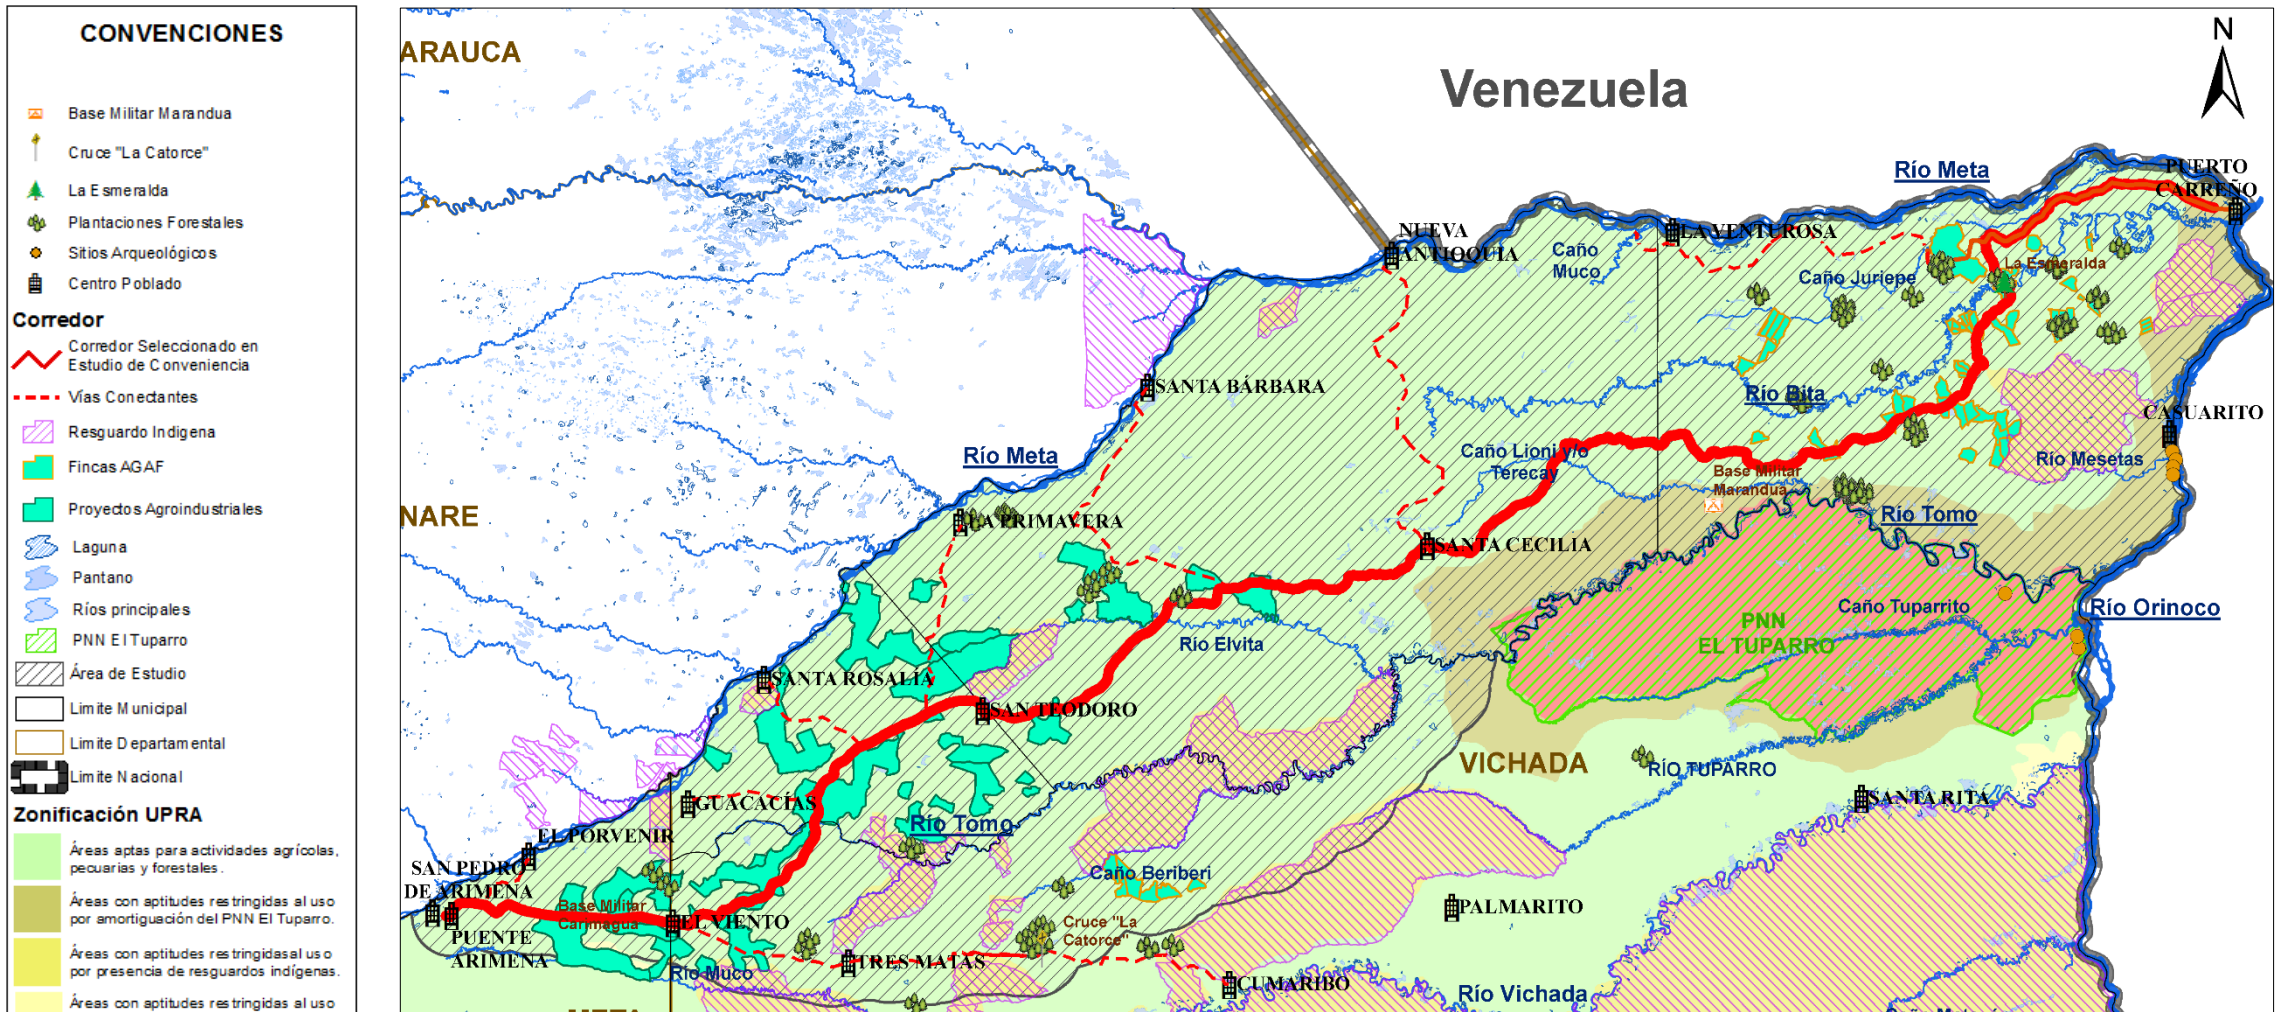 CONVENCIONES
Base Militar Marandua
Cruce "La Catorce"
La Esmeralda
Plantaciones Forestales
Sitios Arqueológicos
Centro Poblado
Corredor
Corredor Seleccionado en
Estudio de Conveniencia
Vías Conectantes
Resguardo Indigena
Fincas AGAF
Proyectos Agroindustriales
Laguna
Pantano
Ríos principales
PNN El Tuparro
Área de Estudio
Limite Municipal
Limite Departamental
Limite Nacional
Zonificación UPRA
Áreas aptas para actividades agrícolas,
pecuarias y forestales.
Áreas con aptitudes restringidas al uso
por amortiguación del PNN El Tuparro.
Áreas con aptitudes restringidasal uso
por presencia de resguardos indígenas.
Áreas con aptitudes restringidas al uso
ARAUCA
Venezuela
N
Río Meta
PUERTO
CARREÑO
NUEVA
ANTIOQUIA
LA VENTUROSA
Caño
Muco
Caño Juriepe
La Esmeralda
SANTA BÁRBARA
Río Bita
CASUARITO
Río Meta
Caño Lioni y/o
Terecay
Río Mesetas
Base Militar
Marandua
NARE
LA PRIMAVERA
Río Tomo
SANTA CECILIA
Caño Tuparrito
Río Orinoco
PNN
EL TUPARRO
Río Elvita
SANTA ROSALÍA
SAN TEODORO
VICHADA
RÍO TUPARRO
SANTA RITA
GUACACÍAS
Río Tomo
EL PORVENIR
SAN PEDRO
DE ARIMENA
Caño Beriberi
Base Militar
Carimagua
EL VIENTO
PALMARITO
PUENTE
ARIMENA
Cruce "La
Catorce"
TRES MATAS
Río Muco
CUMARIBO
Río Vichada
META